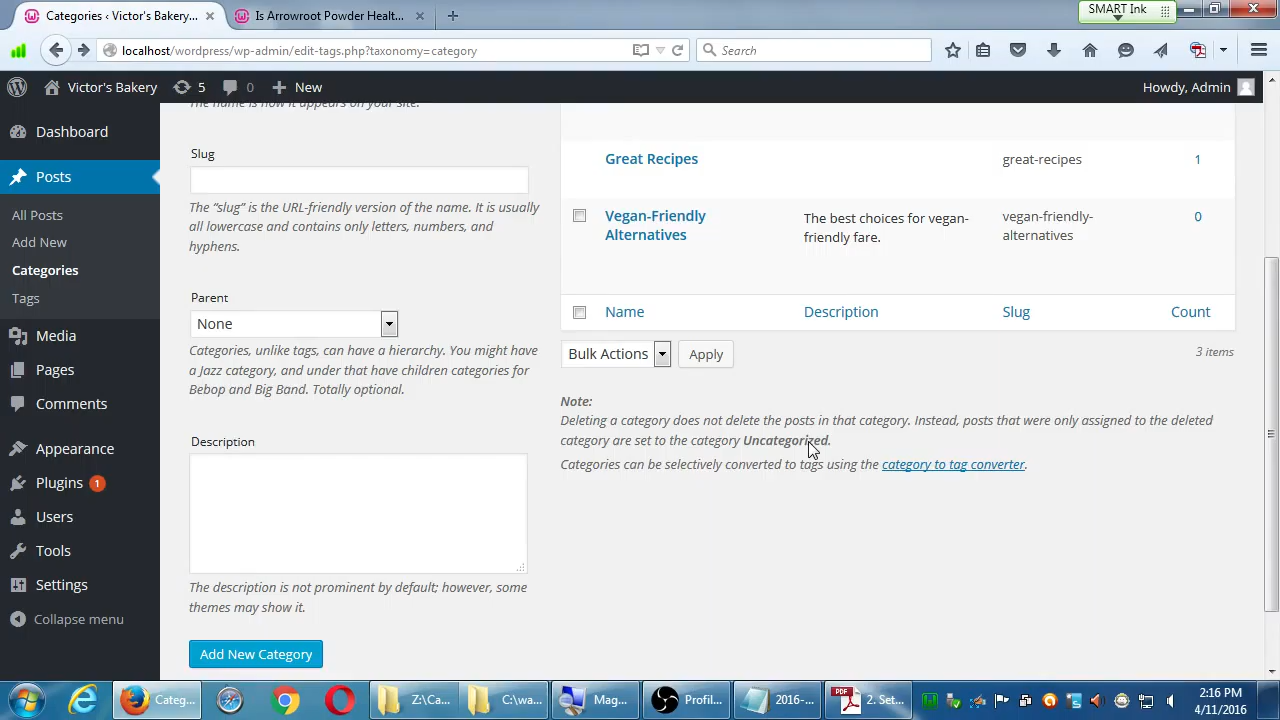 Categories ‹ Victor's Bakery...
Is Arrowroot Powder Healt...
SMART Ink
localhost/wordpress/wp-admin/edit-tags.php?taxonomy=category
Search
Victor's Bakery
5
0
New
Howdy, Admin
The name is how it appears on your site.
Dashboard
Posts
All Posts
Add New
Categories
Tags
Media
Pages
Comments
Appearance
Plugins 1
Users
Tools
Settings
Collapse menu
Slug
The “slug” is the URL-friendly version of the name. It is usually
all lowercase and contains only letters, numbers, and
hyphens.
Parent
None
Categories, unlike tags, can have a hierarchy. You might have
a Jazz category, and under that have children categories for
Bebop and Big Band. Totally optional.
Description
The description is not prominent by default; however, some
themes may show it.
Add New Category
Great Recipes great-recipes 1
Vegan-Friendly The best choices for vegan- vegan-friendly- 0
Alternatives friendly fare. alternatives
Name Description Slug Count
Bulk Actions Apply 3 items
Note:
Deleting a category does not delete the posts in that category. Instead, posts that were only assigned to the deleted
category are set to the category Uncategorized.
Categories can be selectively converted to tags using the category to tag converter.
Categ...
Z:\Ca...
C:\wa...
Mag...
Profil...
2016-...
PDF
2. Set...
2:16 PM
4/11/2016